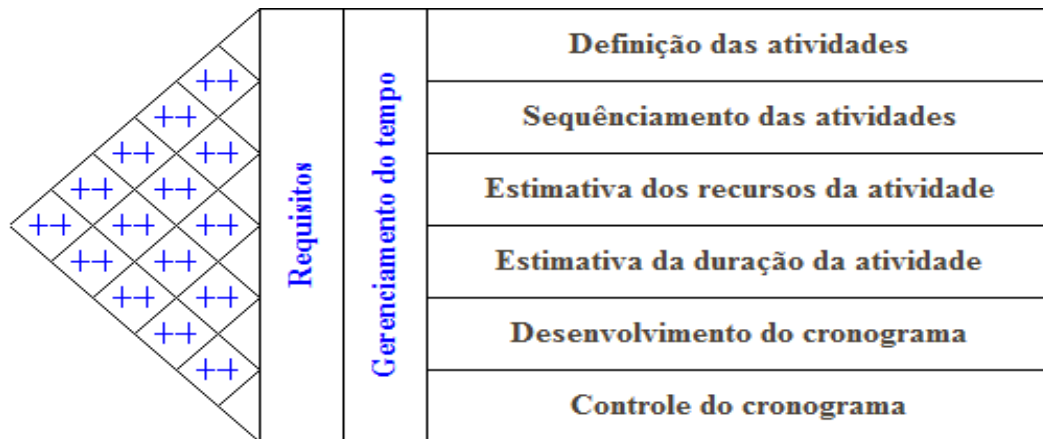 ++
++
++ ++
++ ++
++ ++ ++
++ ++
++ ++
++
++
Requisitos
Gerenciamento do tempo
Definição das atividades
Sequênciamento das atividades
Estimativa dos recursos da atividade
Estimativa da duração da atividade
Desenvolvimento do cronograma
Controle do cronograma